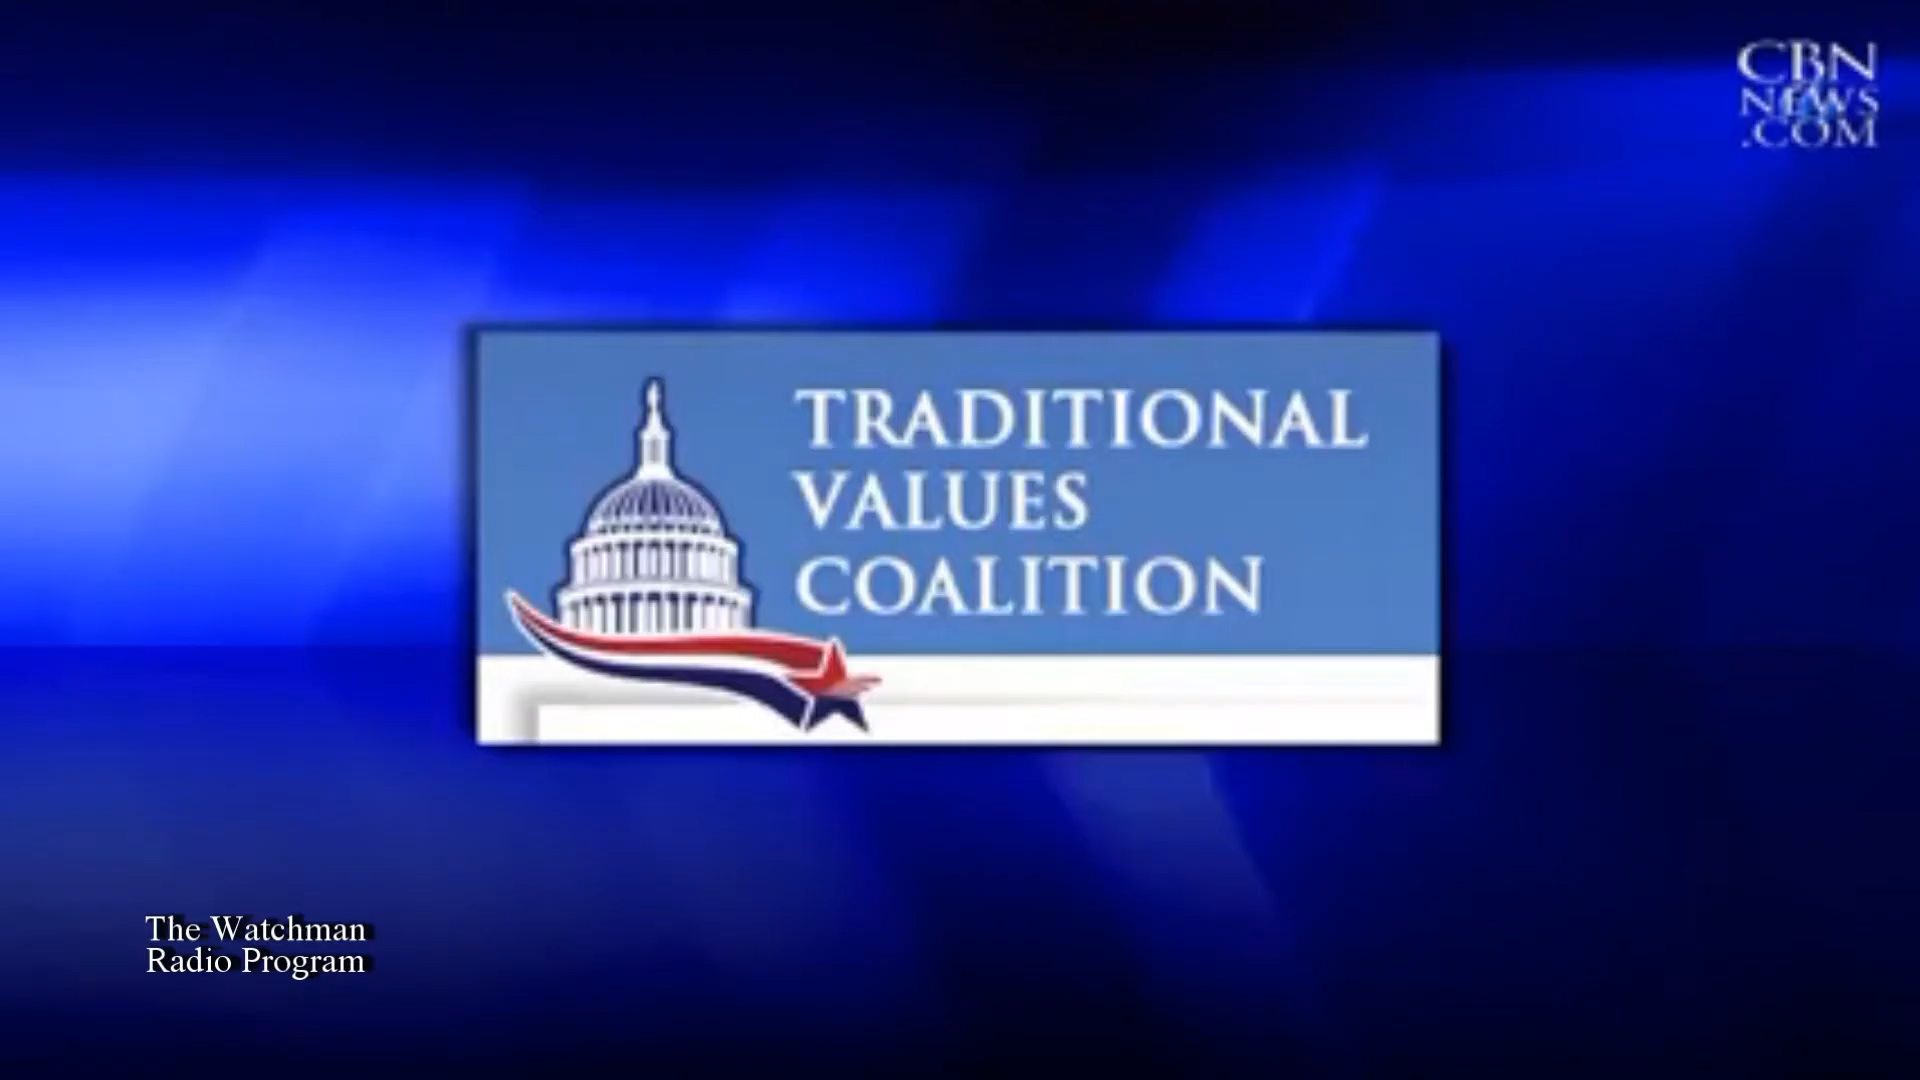 CBN
NEWS
.COM
TRADITIONAL
VALUES
COALITION
The Watchman
Radio Program